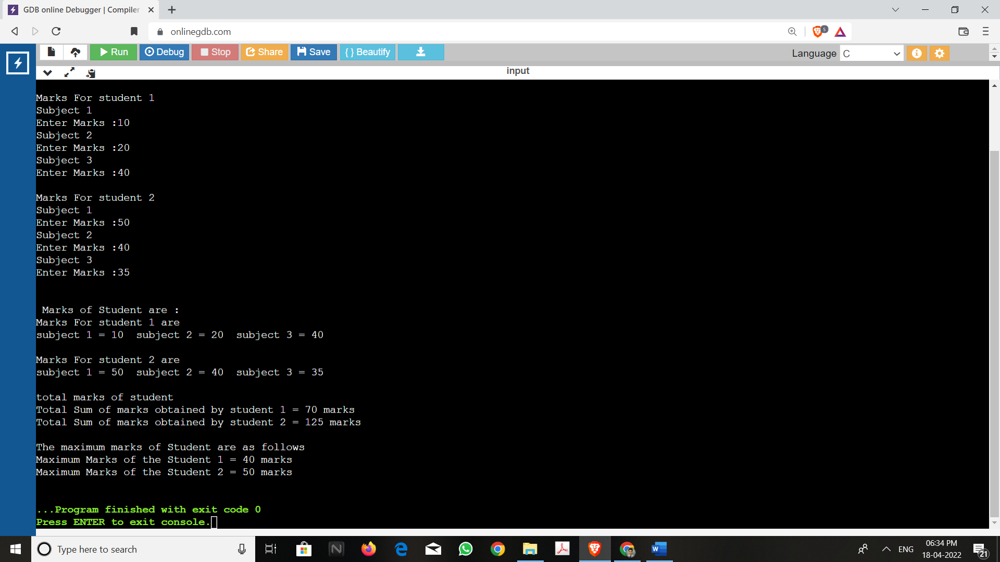 GDB online Debugger | Compiler
onlinegdb.com
5
Run Debug Stop Share Save { } Beautify
Language C
input
Marks For student 1
Subject 1
Enter Marks :10
Subject 2
Enter Marks :20
Subject 3
Enter Marks :40
Marks For student 2
Subject 1
Enter Marks :50
Subject 2
Enter Marks :40
Subject 3
Enter Marks :35
Marks of Student are :
Marks For student 1 are
subject 1 = 10  subject 2 = 20  subject 3 = 40
Marks For student 2 are
subject 1 = 50  subject 2 = 40  subject 3 = 35
total marks of student
Total Sum of marks obtained by student 1 = 70 marks
Total Sum of marks obtained by student 2 = 125 marks
The maximum marks of Student are as follows
Maximum Marks of the Student 1 = 40 marks
Maximum Marks of the Student 2 = 50 marks
...Program finished with exit code 0
Press ENTER to exit console.
Type here to search
ENG
06:34 PM
18-04-2022
21